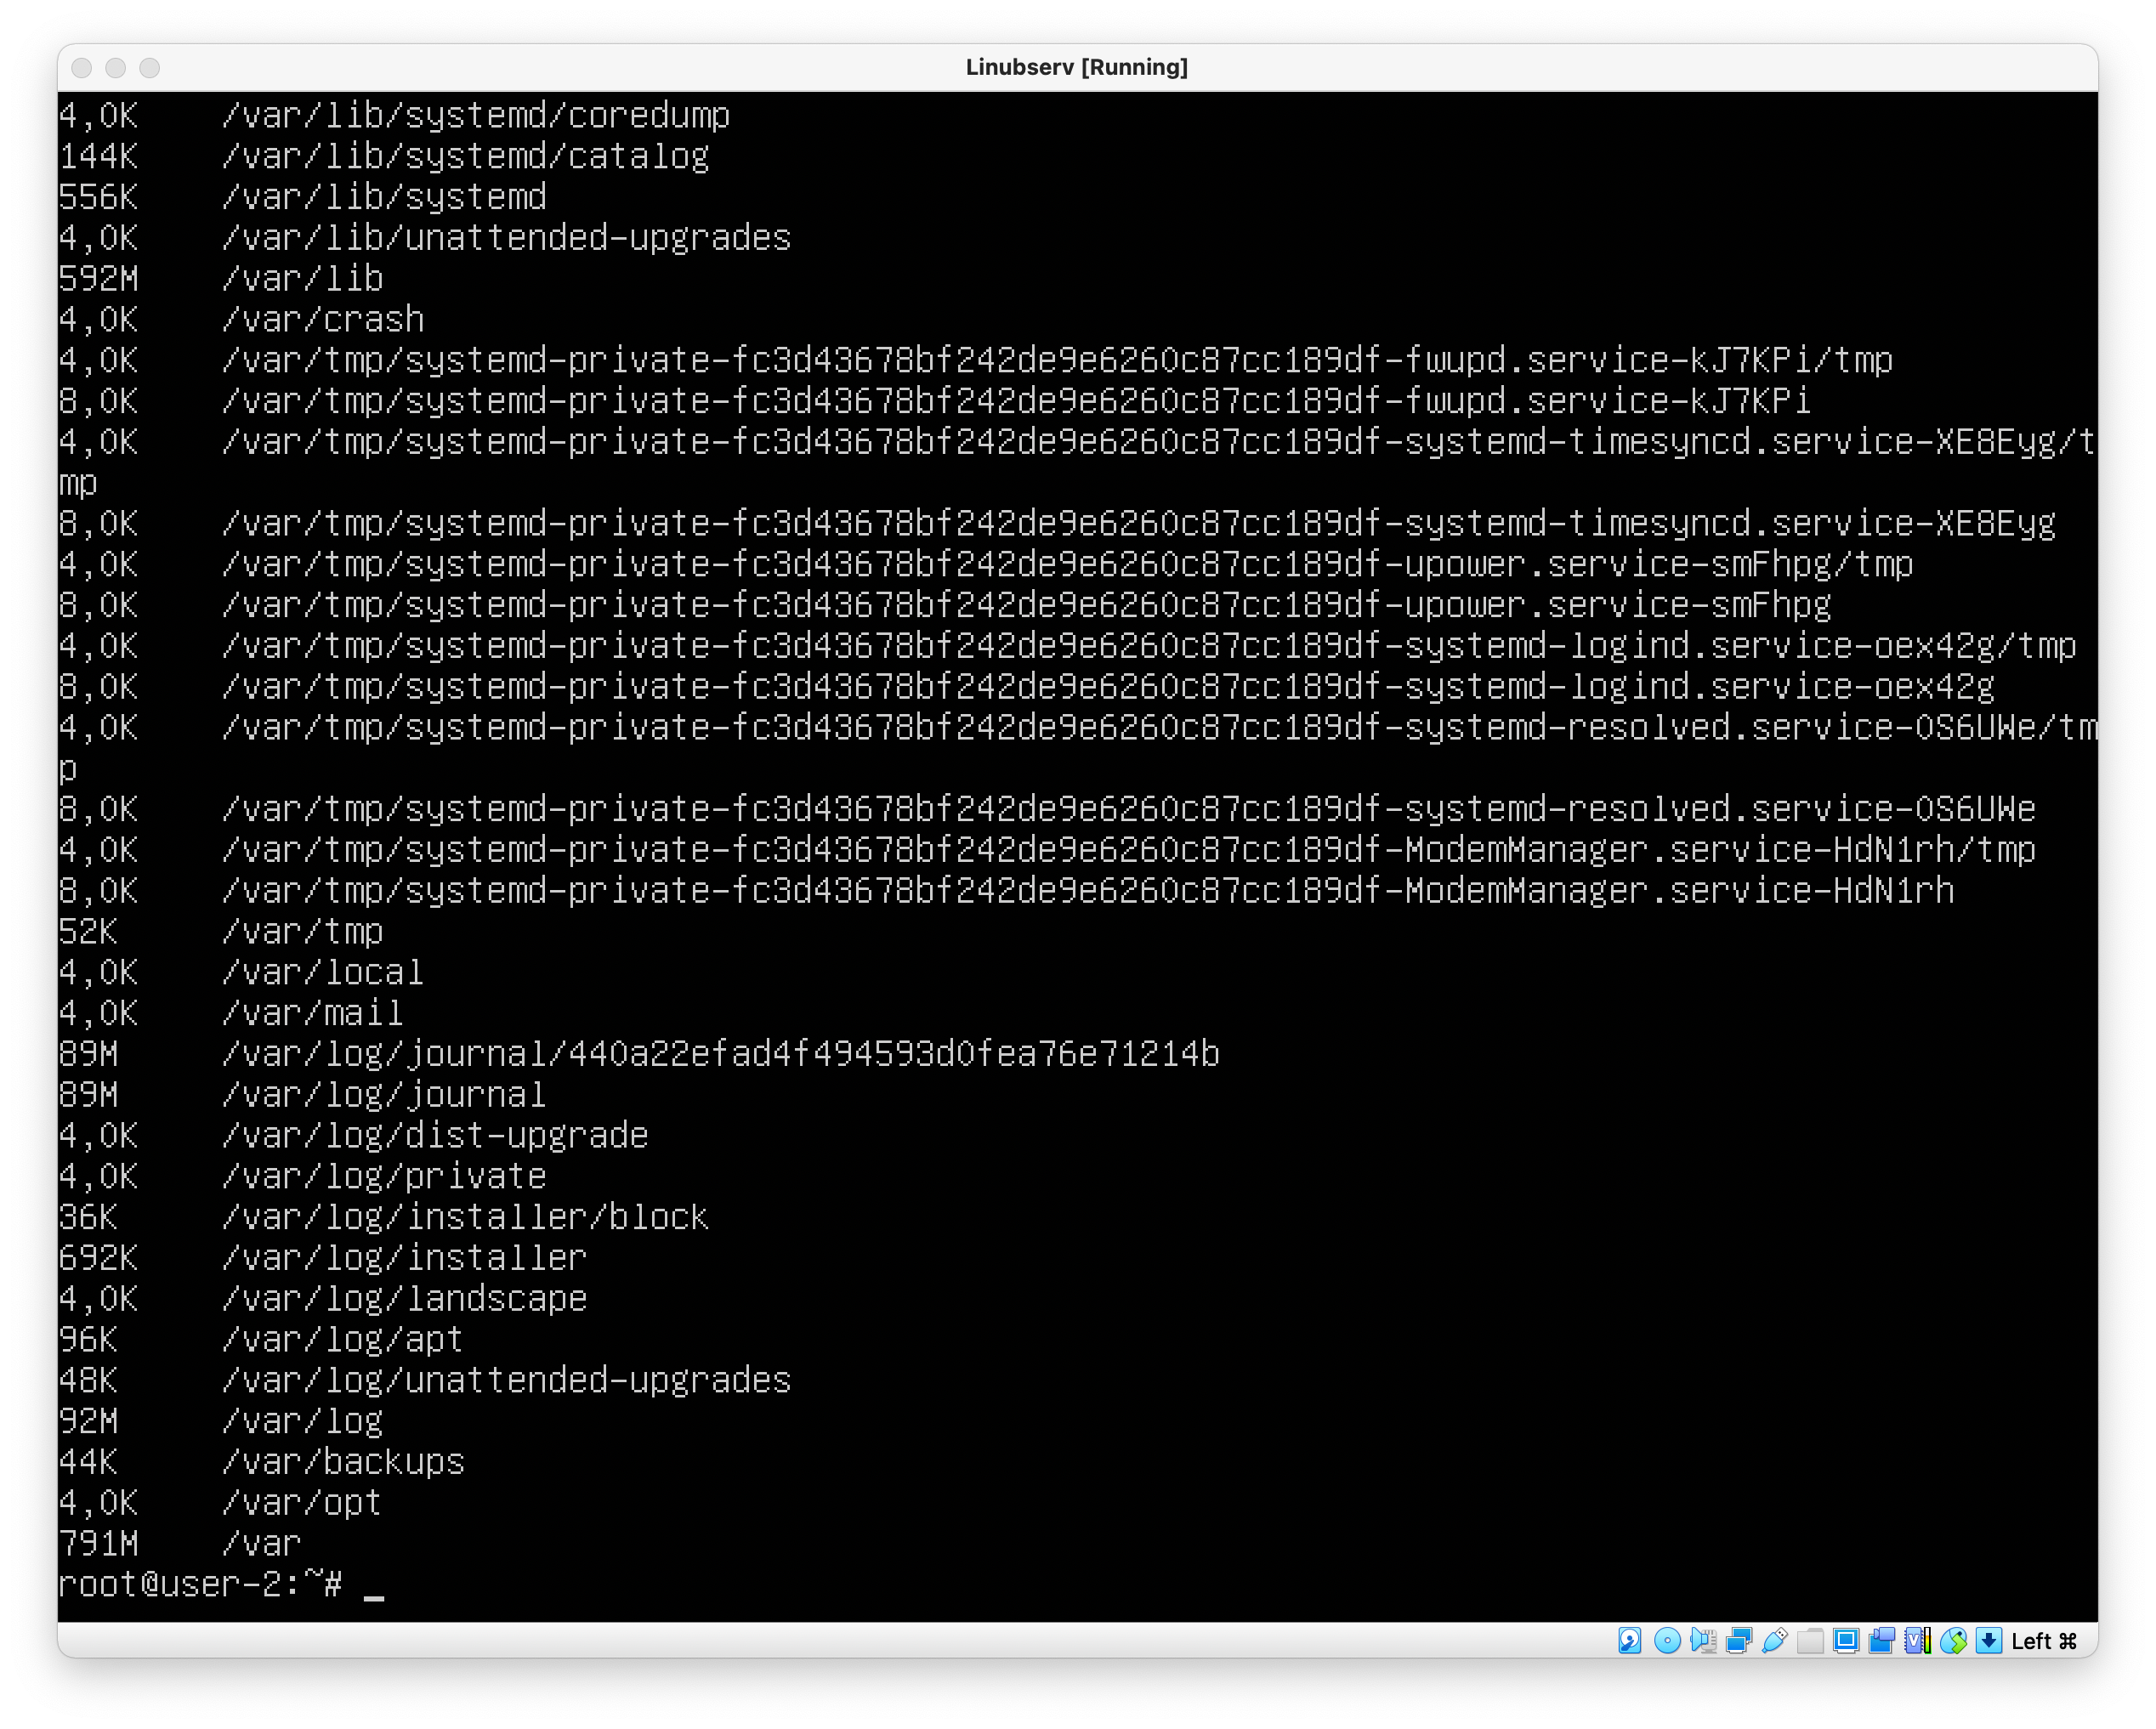 Linubserv [Running]
4,0K /var/lib/systemd/coredump
144K /var/lib/systemd/catalog
556K /var/lib/systemd
4,0K /var/lib/unattended-upgrades
592M /var/lib
4,0K /var/crash
4,0K /var/tmp/systemd-private-fc3d43678bf242de9e6260c87cc189df-fwupd.service-kJ7KPi/tmp
8,0K /var/tmp/systemd-private-fc3d43678bf242de9e6260c87cc189df-fwupd.service-kJ7KPi
4,0K /var/tmp/systemd-private-fc3d43678bf242de9e6260c87cc189df-systemd-timesyncd.service-XE8Eyg/t
mp
8,0K /var/tmp/systemd-private-fc3d43678bf242de9e6260c87cc189df-systemd-timesyncd.service-XE8Eyg
4,0K /var/tmp/systemd-private-fc3d43678bf242de9e6260c87cc189df-upower.service-smFhpg/tmp
8,0K /var/tmp/systemd-private-fc3d43678bf242de9e6260c87cc189df-upower.service-smFhpg
4,0K /var/tmp/systemd-private-fc3d43678bf242de9e6260c87cc189df-systemd-logind.service-oex42g/tmp
8,0K /var/tmp/systemd-private-fc3d43678bf242de9e6260c87cc189df-systemd-logind.service-oex42g
4,0K /var/tmp/systemd-private-fc3d43678bf242de9e6260c87cc189df-systemd-resolved.service-OS6UWe/tm
p
8,0K /var/tmp/systemd-private-fc3d43678bf242de9e6260c87cc189df-systemd-resolved.service-OS6UWe
4,0K /var/tmp/systemd-private-fc3d43678bf242de9e6260c87cc189df-ModemManager.service-HdN1rh/tmp
8,0K /var/tmp/systemd-private-fc3d43678bf242de9e6260c87cc189df-ModemManager.service-HdN1rh
52K /var/tmp
4,0K /var/local
4,0K /var/mail
89M /var/log/journal/440a22efad4f494593d0fea76e71214b
89M /var/log/journal
4,0K /var/log/dist-upgrade
4,0K /var/log/private
36K /var/log/installer/block
692K /var/log/installer
4,0K /var/log/landscape
96K /var/log/apt
48K /var/log/unattended-upgrades
92M /var/log
44K /var/backups
4,0K /var/opt
791M /var
root@user-2:~# _
Left ⌘